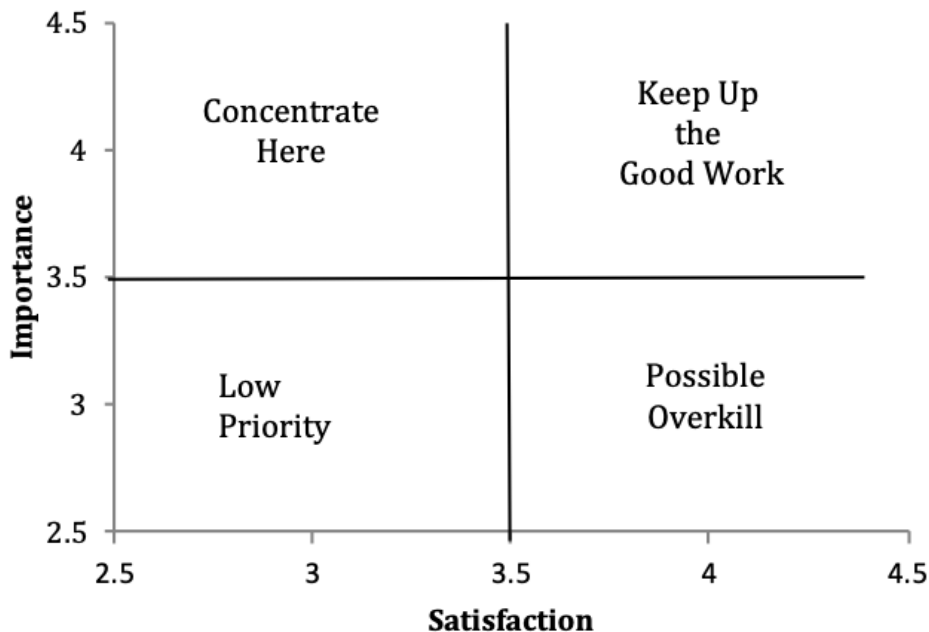 4.5
Concentrate
Here
Keep Up
the
Good Work
4
Importance
3.5
Low
Priority
Possible
Overkill
3
2.5
2.5
3
3.5
4
4.5
Satisfaction